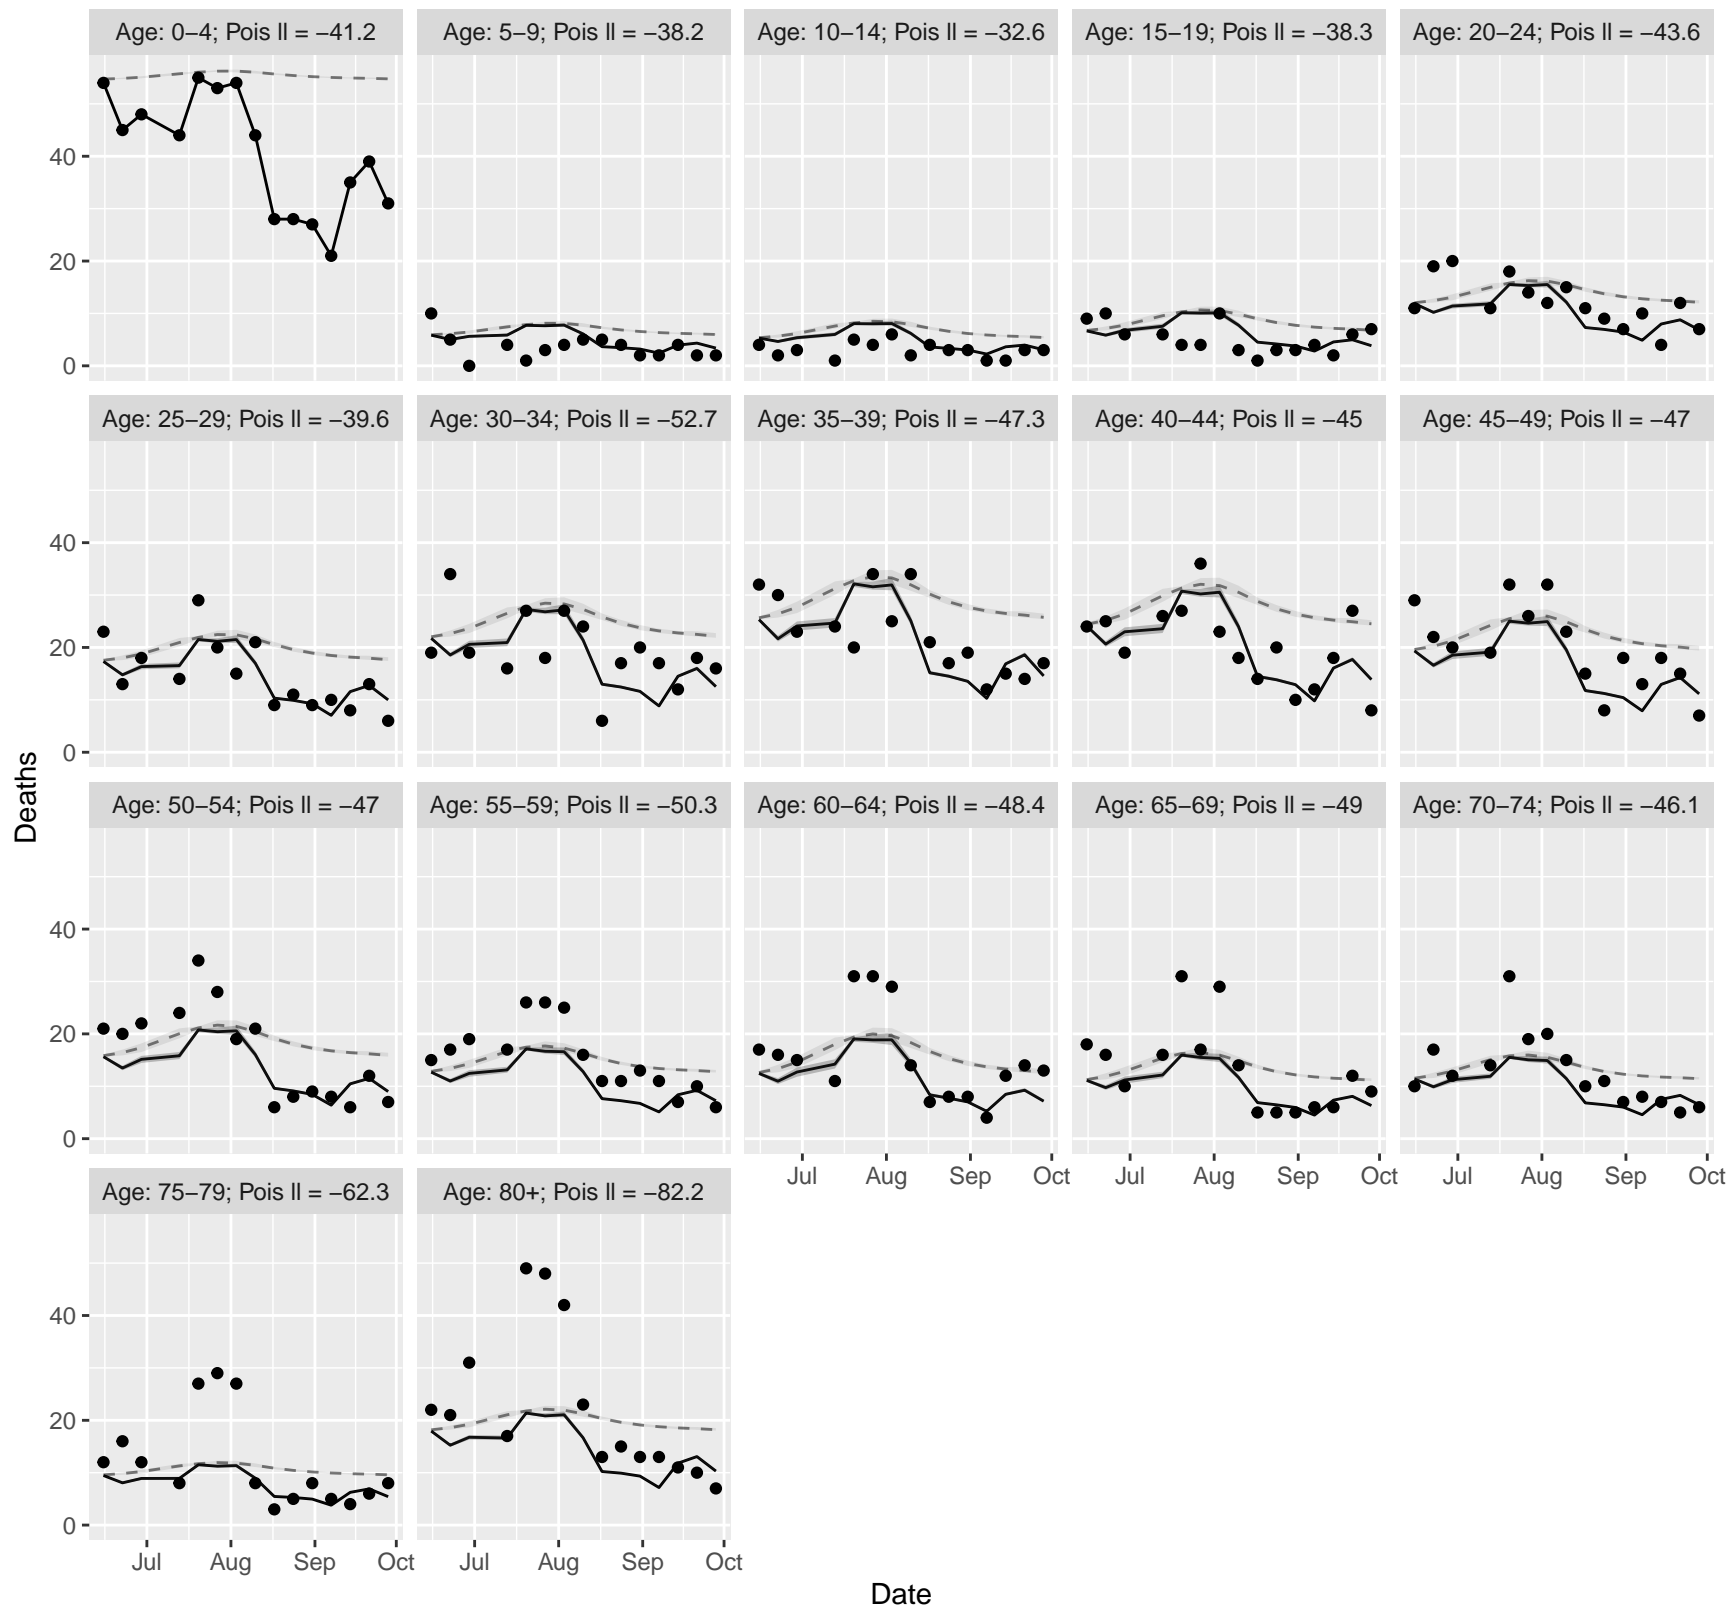 Age: 0–4; Pois ll = −41.2
Age: 5–9; Pois ll = −38.2
Age: 10–14; Pois ll = −32.6
Age: 15–19; Pois ll = −38.3
Age: 20–24; Pois ll = −43.6
40
20
0
Age: 25–29; Pois ll = −39.6
Age: 30–34; Pois ll = −52.7
Age: 35–39; Pois ll = −47.3
Age: 40–44; Pois ll = −45
Age: 45–49; Pois ll = −47
40
20
0
Deaths
Age: 50–54; Pois ll = −47
Age: 55–59; Pois ll = −50.3
Age: 60–64; Pois ll = −48.4
Age: 65–69; Pois ll = −49
Age: 70–74; Pois ll = −46.1
40
20
0
Jul Aug Sep Oct
Jul Aug Sep Oct
Jul Aug Sep Oct
Age: 75–79; Pois ll = −62.3
Age: 80+; Pois ll = −82.2
40
20
0
Jul Aug Sep Oct
Jul Aug Sep Oct
Date